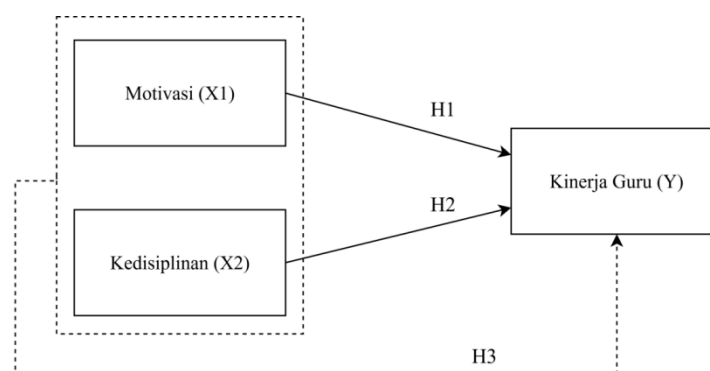 Motivasi (X1)
H1
Kinerja Guru (Y)
H2
Kedisiplinan (X2)
H3